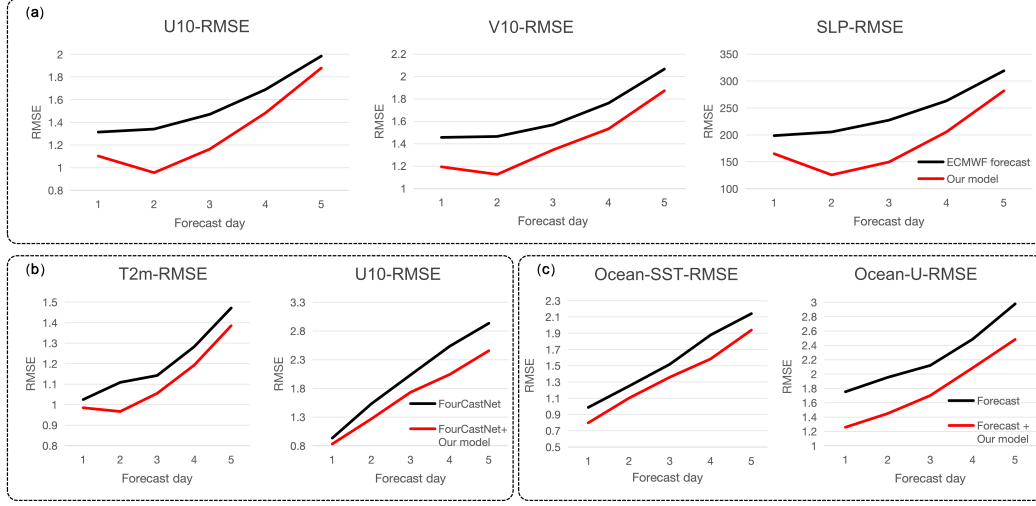 (a)
U10-RMSE
V10-RMSE
SLP-RMSE
2
1.8
1.6
1.4
1.2
1
0.8
RMSE
1 2 3 4 5
Forecast day
2.2
2
1.8
1.6
1.4
1.2
1
RMSE
1 2 3 4 5
Forecast day
350
300
250
200
150
100
RMSE
1 2 3 4 5
Forecast day
ECMWF forecast
Our model
(b)
T2m-RMSE
U10-RMSE
1.5
1.4
1.3
1.2
1.1
1
0.9
0.8
RMSE
1 2 3 4 5
Forecast day
3.3
2.8
2.3
1.8
1.3
0.8
RMSE
1 2 3 4 5
Forecast day
FourCastNet
FourCastNet+
Our model
(c)
Ocean-SST-RMSE
Ocean-U-RMSE
2.3
2.1
1.9
1.7
1.5
1.3
1.1
0.9
0.7
0.5
RMSE
1 2 3 4 5
Forecast day
3
2.8
2.6
2.4
2.2
2
1.8
1.6
1.4
1.2
1
RMSE
1 2 3 4 5
Forecast day
Forecast
Forecast +
Our model